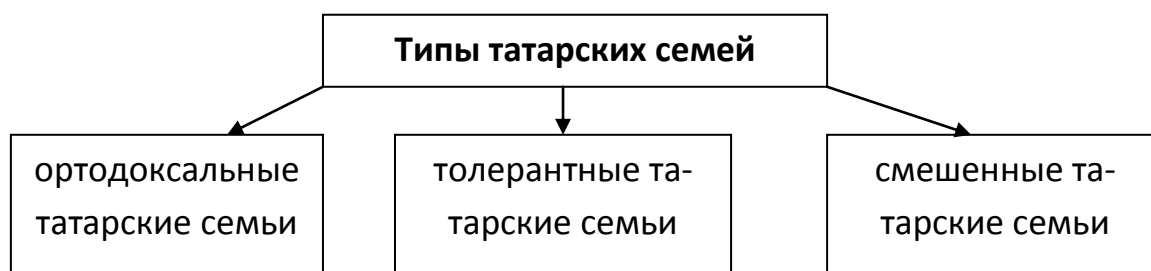 Типы татарских семей
ортодоксальные
татарские семьи
толерантные та-
тарские семьи
смешенные та-
тарские семьи